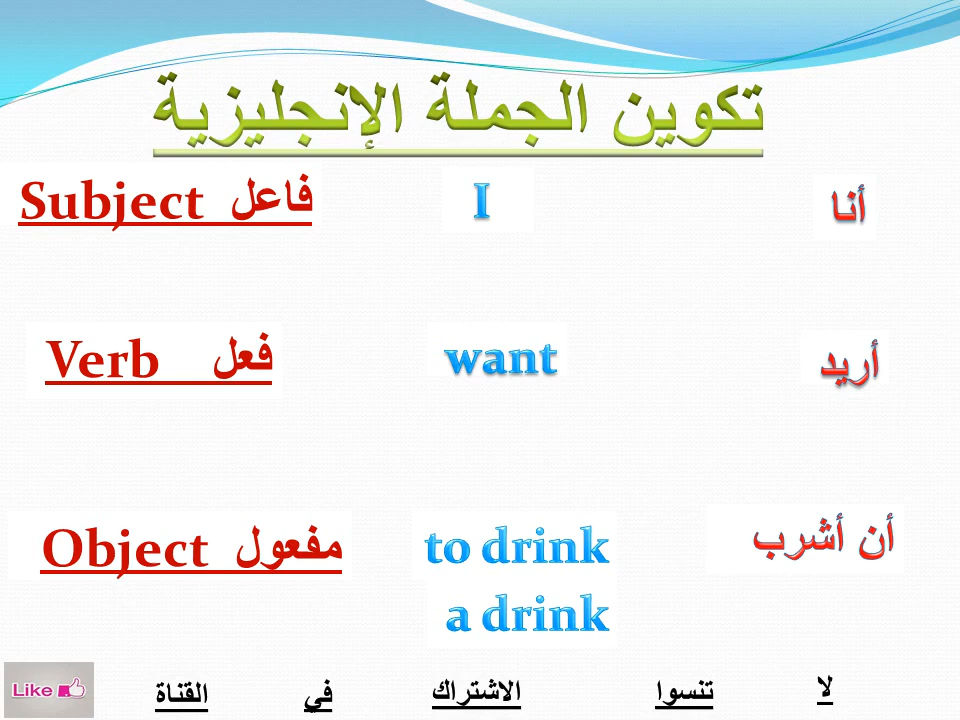 تكوين الجملة الإنجليزية
Subject فاعل I أنا
Verb فعل want أريد
Object مفعول to drink أن أشرب
a drink
Like
لا تنسوا الاشتراك في القناة